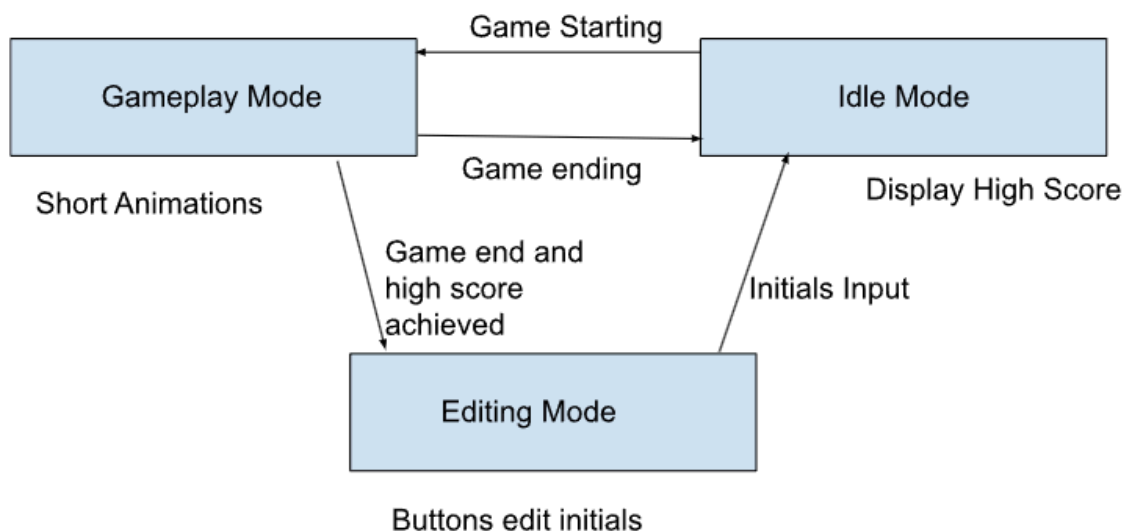 Game Starting
Gameplay Mode
Idle Mode
Game ending
Short Animations
Display High Score
Game end and
high score
achieved
Initials Input
Editing Mode
Buttons edit initials